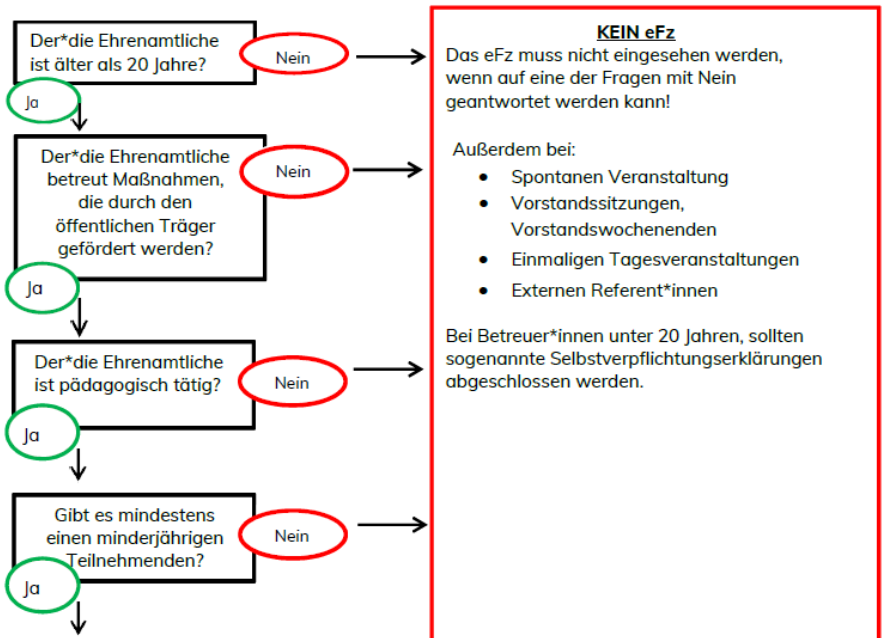 Der*die Ehrenamtliche
ist älter als 20 Jahre?
Nein
Ja
Der*die Ehrenamtliche
betreut Maßnahmen,
die durch den
öffentlichen Träger
gefördert werden?
Nein
Ja
Der*die Ehrenamtliche
ist pädagogisch tätig?
Nein
Ja
Gibt es mindestens
einen minderjährigen
Teilnehmenden?
Nein
Ja
KEIN eFz
Das eFz muss nicht eingesehen werden,
wenn auf eine der Fragen mit Nein
geantwortet werden kann!
Außerdem bei:
• Spontanen Veranstaltung
• Vorstandssitzungen,
Vorstandswochenenden
• Einmaligen Tagesveranstaltungen
• Externen Referent*innen
Bei Betreuer*innen unter 20 Jahren, sollten
sogenannte Selbstverpflichtungserklärungen
abgeschlossen werden.